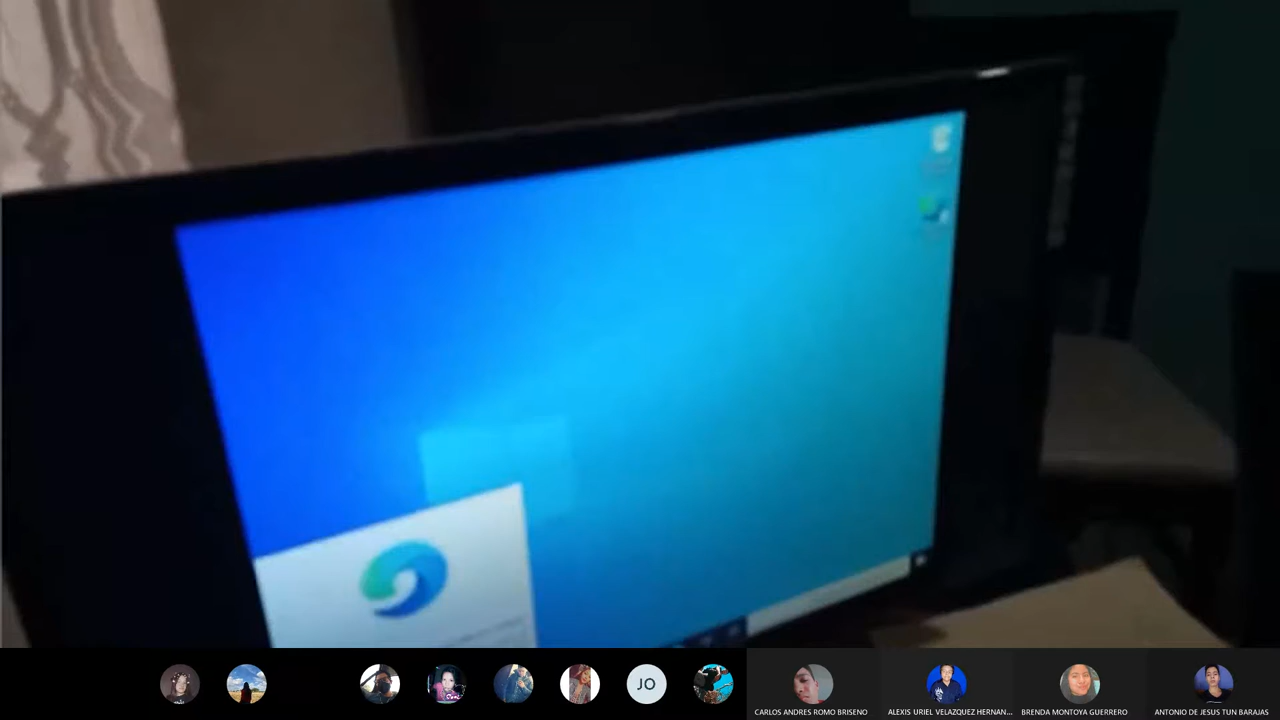 JO
CARLOS ANDRES ROMO BRISENO
ALEXIS URIEL VELAZQUEZ HERNAN...
BRENDA MONTOYA GUERRERO
ANTONIO DE JESUS TUN BARAJAS